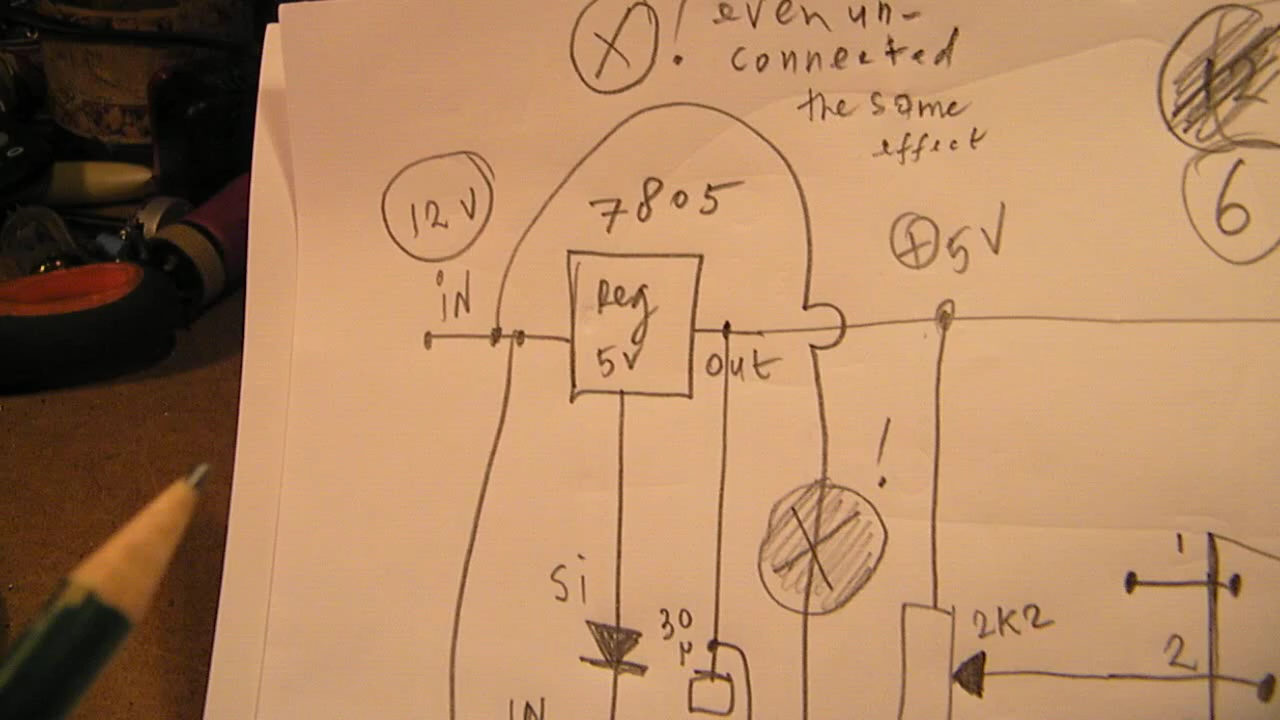 X ! even un-
connected
the same
effect
12V
7805
+ 5V
6
IN
Reg
5V
out
!
X
Si
30
µ
2K2
1
2
IN